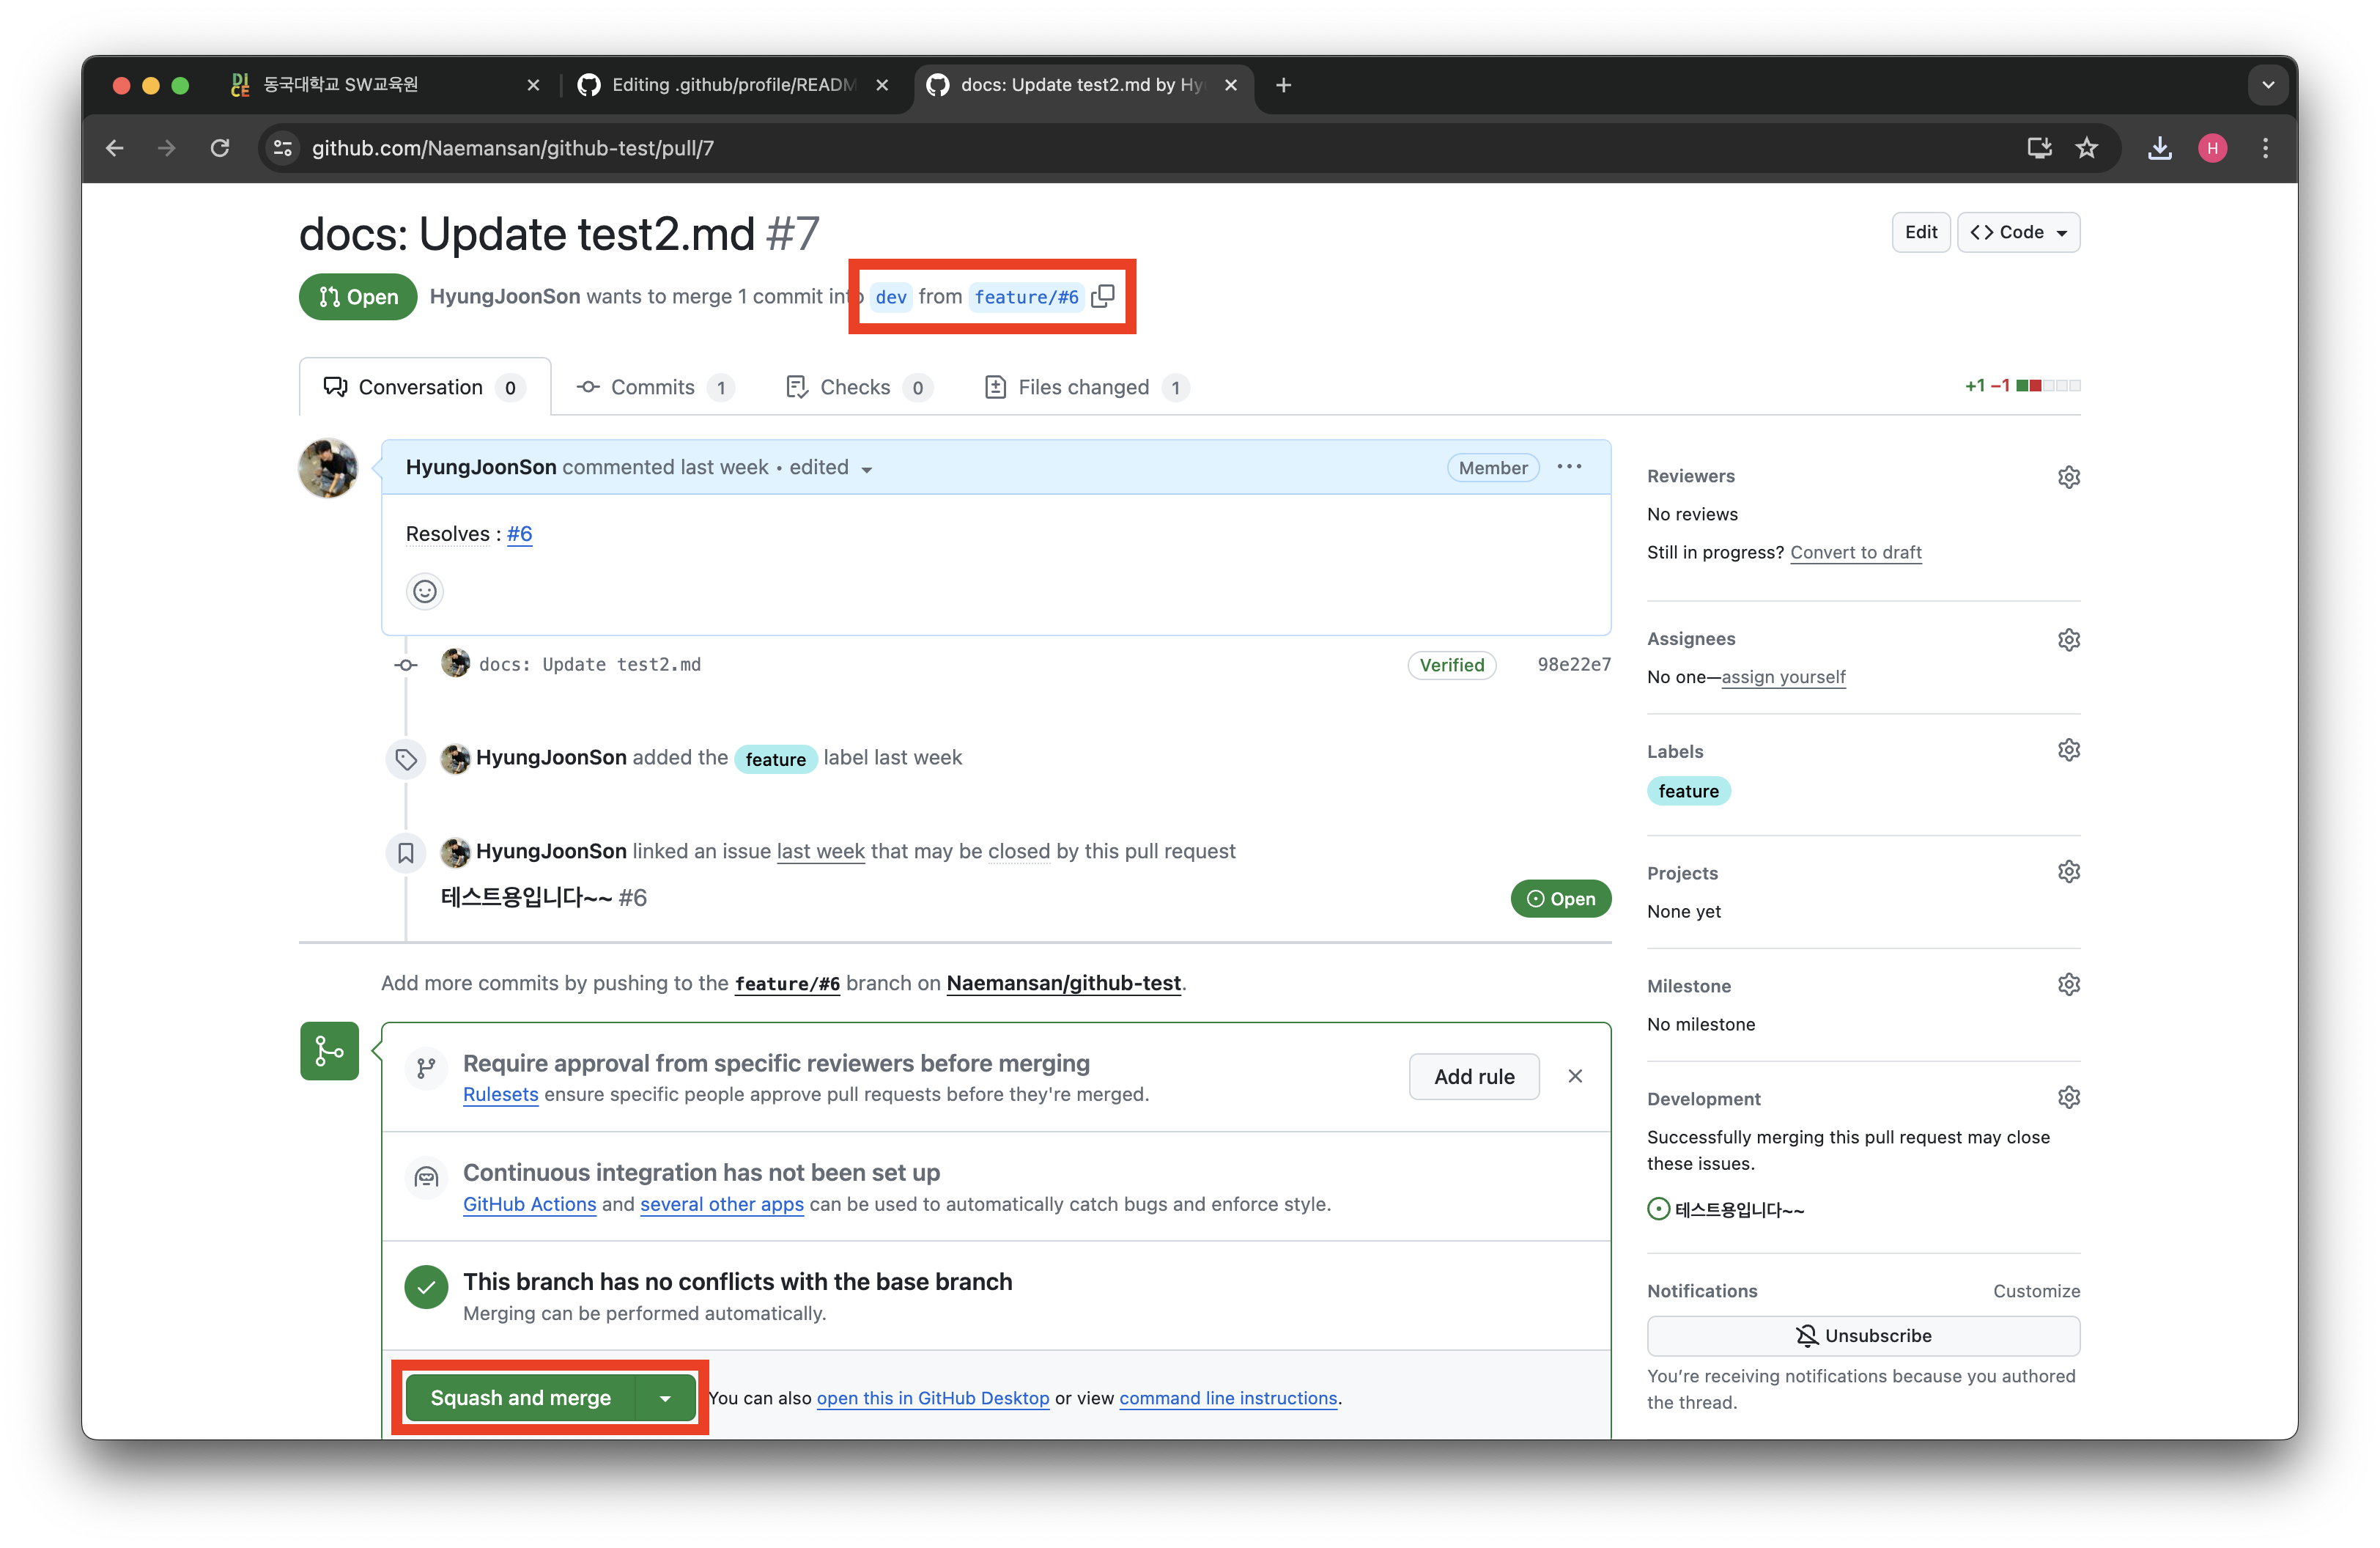 동국대학교 SW교육원
Editing .github/profile/READM
docs: Update test2.md by Hy
github.com/Naemansan/github-test/pull/7
H
docs: Update test2.md #7
Edit
Code
Open
HyungJoonSon wants to merge 1 commit into dev from feature/#6
Conversation 0
Commits 1
Checks 0
Files changed 1
+1 −1
HyungJoonSon commented last week • edited
Member
Resolves : #6
docs: Update test2.md
Verified
98e22e7
HyungJoonSon added the feature label last week
HyungJoonSon linked an issue last week that may be closed by this pull request
테스트용입니다~~ #6
Open
Add more commits by pushing to the feature/#6 branch on Naemansan/github-test.
Require approval from specific reviewers before merging
Rulesets ensure specific people approve pull requests before they're merged.
Add rule
Continuous integration has not been set up
GitHub Actions and several other apps can be used to automatically catch bugs and enforce style.
This branch has no conflicts with the base branch
Merging can be performed automatically.
Squash and merge
You can also open this in GitHub Desktop or view command line instructions.
Reviewers
No reviews
Still in progress? Convert to draft
Assignees
No one—assign yourself
Labels
feature
Projects
None yet
Milestone
No milestone
Development
Successfully merging this pull request may close
these issues.
테스트용입니다~~
Notifications
Customize
Unsubscribe
You’re receiving notifications because you authored
the thread.